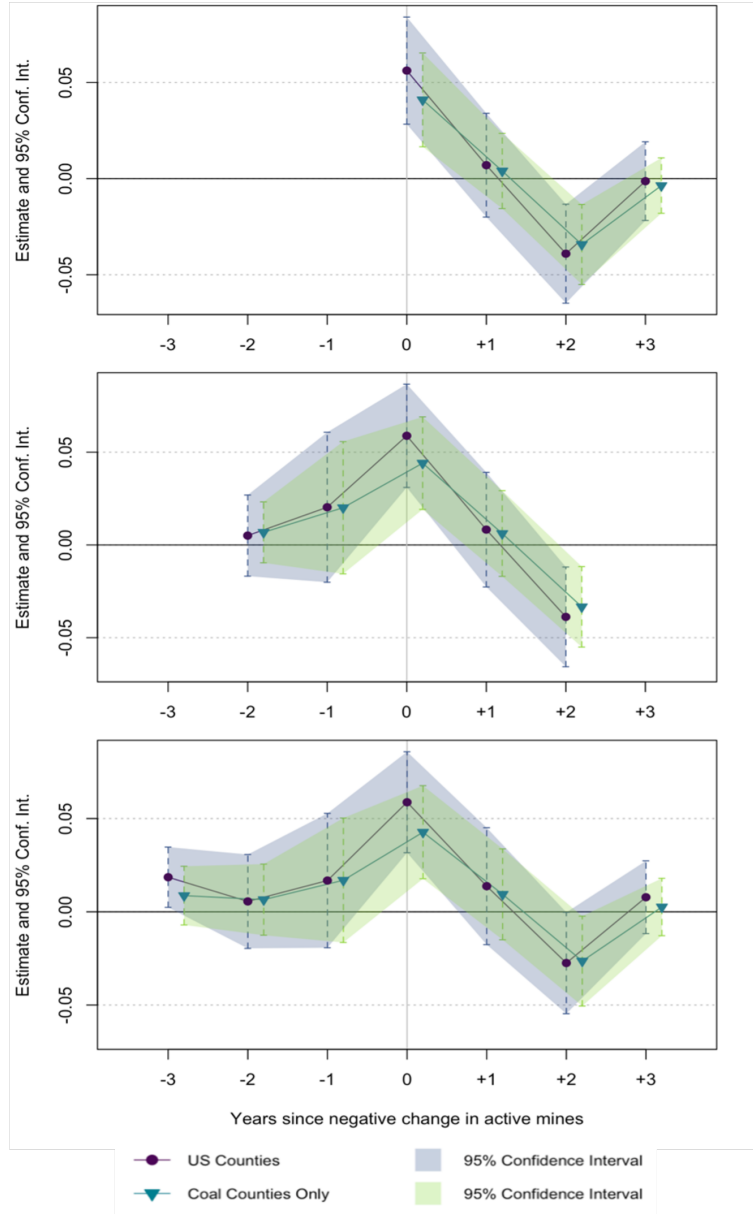 Estimate and 95% Conf. Int.
0.05
0.00
-0.05
-3 -2 -1 0 +1 +2 +3
Estimate and 95% Conf. Int.
0.05
0.00
-0.05
-3 -2 -1 0 +1 +2 +3
Estimate and 95% Conf. Int.
0.05
0.00
-0.05
-3 -2 -1 0 +1 +2 +3
Years since negative change in active mines
US Counties 95% Confidence Interval
Coal Counties Only 95% Confidence Interval